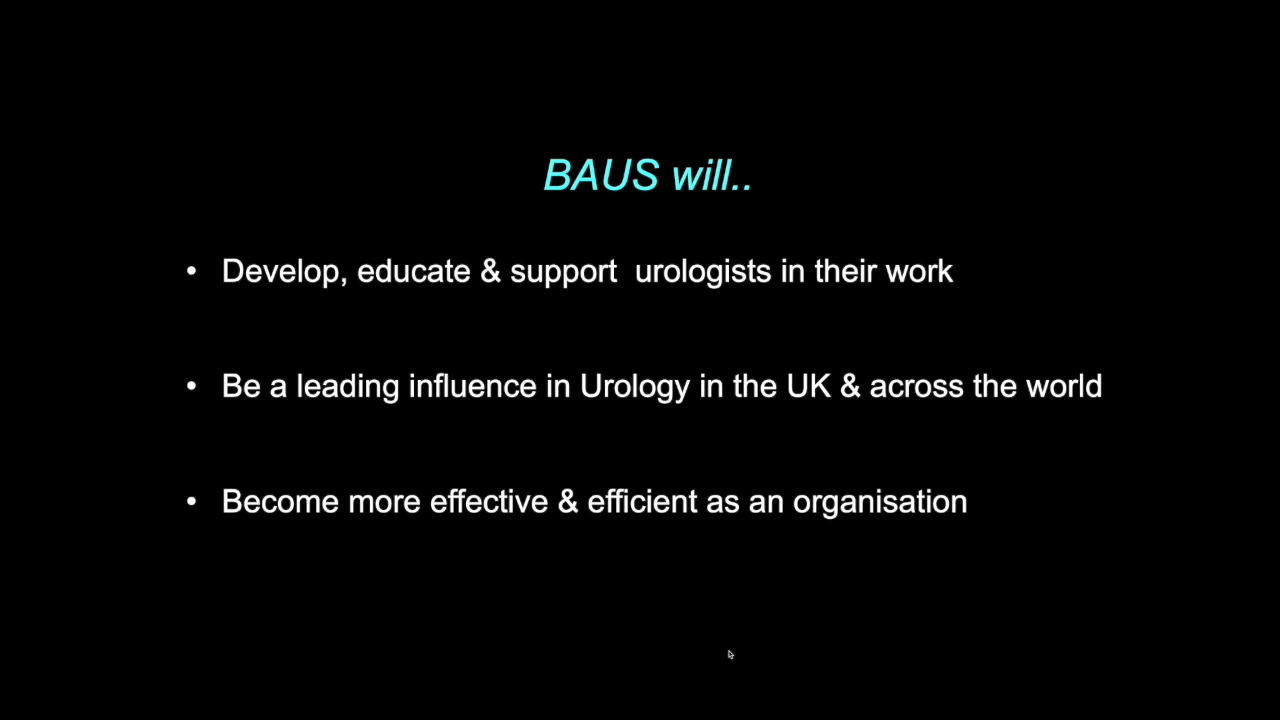 BAUS will..
• Develop, educate & support  urologists in their work
• Be a leading influence in Urology in the UK & across the world
• Become more effective & efficient as an organisation